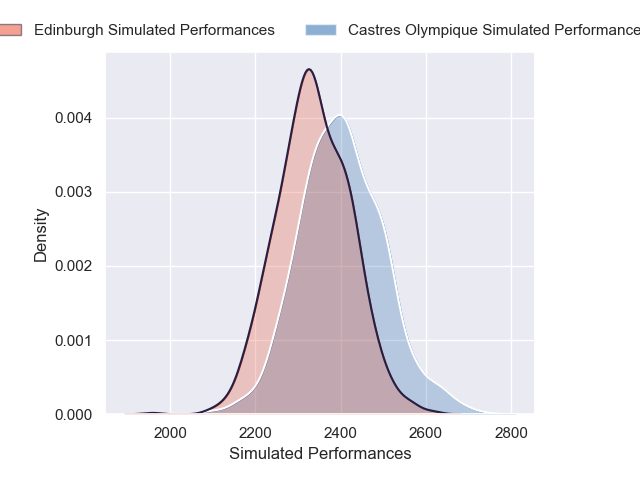 Edinburgh Simulated Performances
Castres Olympique Simulated Performance
0.004
0.003
0.002
0.001
0.000
Density
2000 2200 2400 2600 2800
Simulated Performances